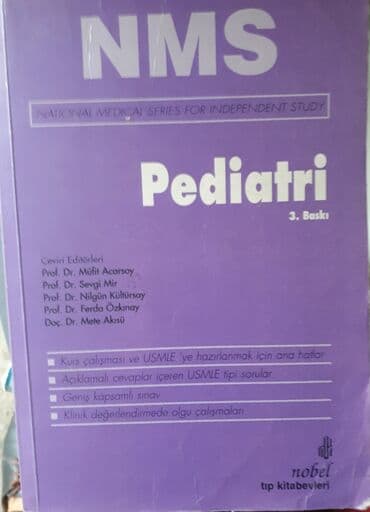 NMS
NATIONAL MEDICAL SERIES FOR INDEPENDENT STUDY
Pediatri
3. Baskı
Çeviri Editörleri
Prof. Dr. Müfit Acarsoy
Prof. Dr. Sevgi Mir
Prof. Dr. Nilgün Kültürsay
Prof. Dr. Ferda Özkınay
Doç. Dr. Mete Akısü
Kurs çalışması ve USMLE 'ye hazırlanmak için ana hatlar
Açıklamalı cevaplar içeren USMLE tipi sorular
Geniş kapsamlı sınav
Klinik değerlendirmede olgu çalışmaları
nobel
tıp kitabevleri